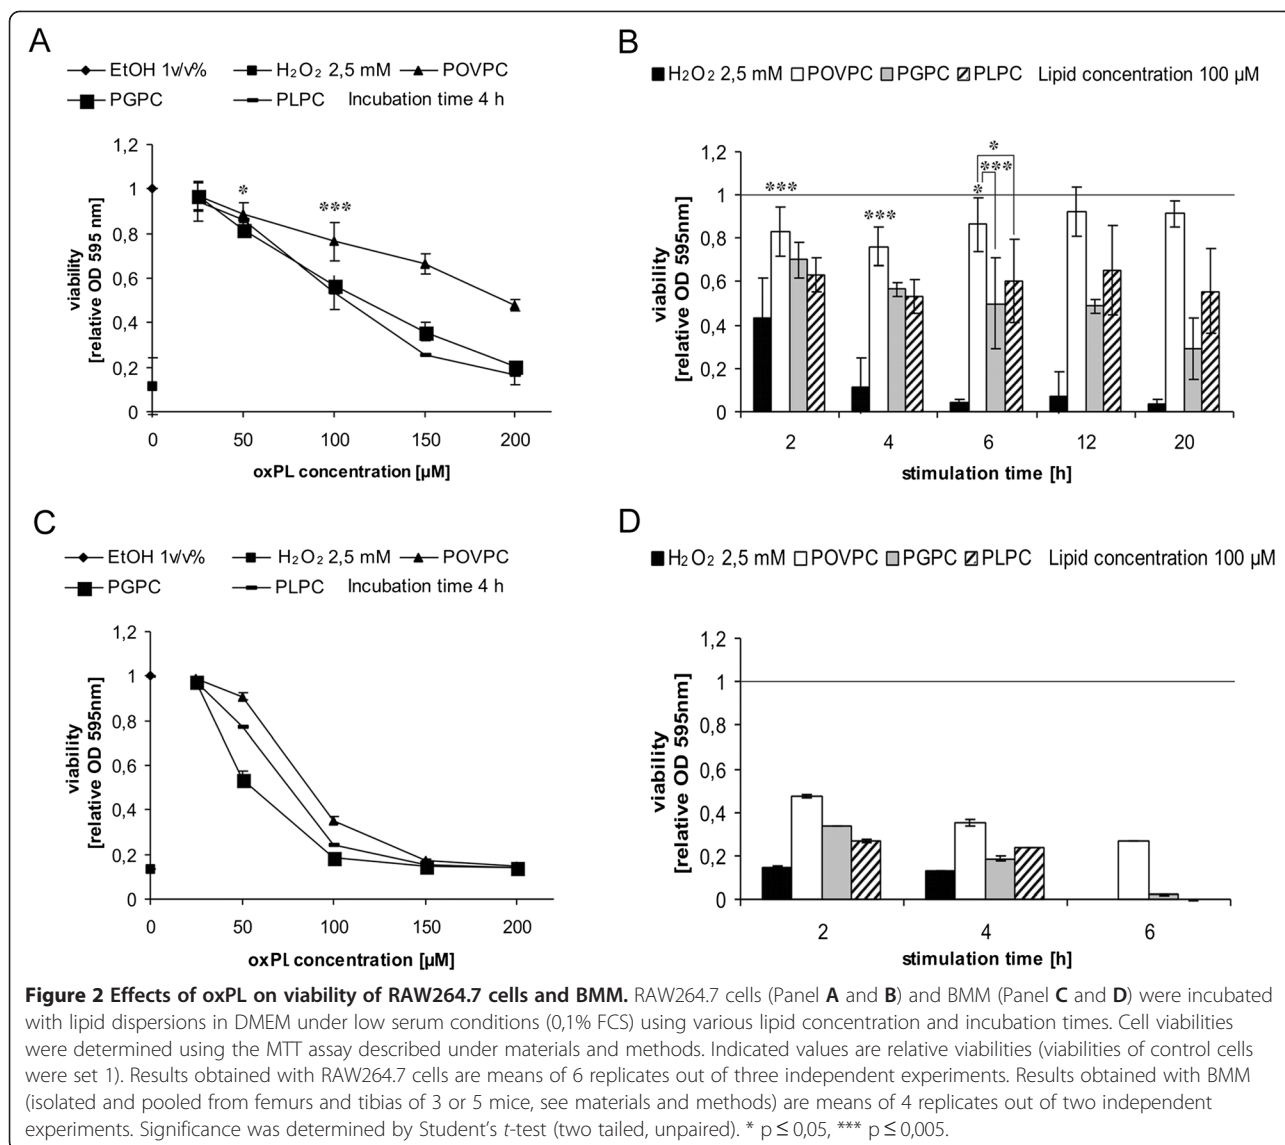 A
EtOH 1v/v% H₂O₂ 2,5 mM POVPC
PGPC PLPC Incubation time 4 h
viability
[relative OD 595 nm]
1,2
1
0,8
0,6
0,4
0,2
0
* ***
0 50 100 150 200
oxPL concentration [µM]
B
H₂O₂ 2,5 mM POVPC PGPC PLPC Lipid concentration 100 µM
viability
[relative OD 595 nm]
1,2
1
0,8
0,6
0,4
0,2
0
*
***
*** *
***
2 4 6 12 20
stimulation time [h]
C
EtOH 1v/v% H₂O₂ 2,5 mM POVPC
PGPC PLPC Incubation time 4 h
viability
[relative OD 595nm]
1,2
1
0,8
0,6
0,4
0,2
0
0 50 100 150 200
oxPL concentration [µM]
D
H₂O₂ 2,5 mM POVPC PGPC PLPC Lipid concentration 100 µM
viability
[relative OD 595nm]
1,2
1
0,8
0,6
0,4
0,2
0
2 4 6
stimulation time [h]
Figure 2 Effects of oxPL on viability of RAW264.7 cells and BMM. RAW264.7 cells (Panel A and B) and BMM (Panel C and D) were incubated
with lipid dispersions in DMEM under low serum conditions (0,1% FCS) using various lipid concentration and incubation times. Cell viabilities
were determined using the MTT assay described under materials and methods. Indicated values are relative viabilities (viabilities of control cells
were set 1). Results obtained with RAW264.7 cells are means of 6 replicates out of three independent experiments. Results obtained with BMM
(isolated and pooled from femurs and tibias of 3 or 5 mice, see materials and methods) are means of 4 replicates out of two independent
experiments. Significance was determined by Student's t-test (two tailed, unpaired). * p ≤ 0,05, *** p ≤ 0,005.